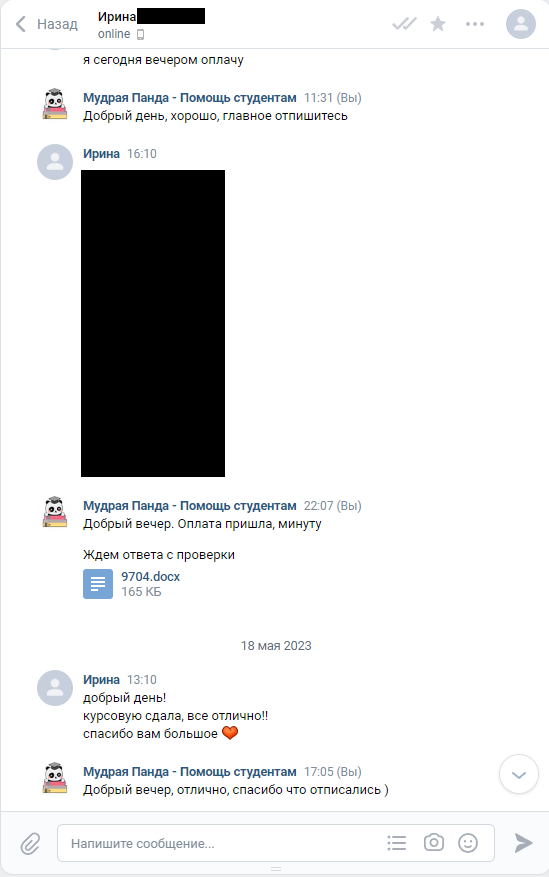 Назад
Ирина
online
я сегодня вечером оплачу
Мудрая Панда - Помощь студентам 11:31 (Вы)
Добрый день, хорошо, главное отпишитесь
Ирина 16:10
Мудрая Панда - Помощь студентам 22:07 (Вы)
Добрый вечер. Оплата пришла, минуту
Ждем ответа с проверки
9704.docx
165 КБ
18 мая 2023
Ирина 13:10
добрый день!
курсовую сдала, все отлично!!
спасибо вам большое ❤
Мудрая Панда - Помощь студентам 17:05 (Вы)
Добрый вечер, отлично, спасибо что отписались )
Напишите сообщение...